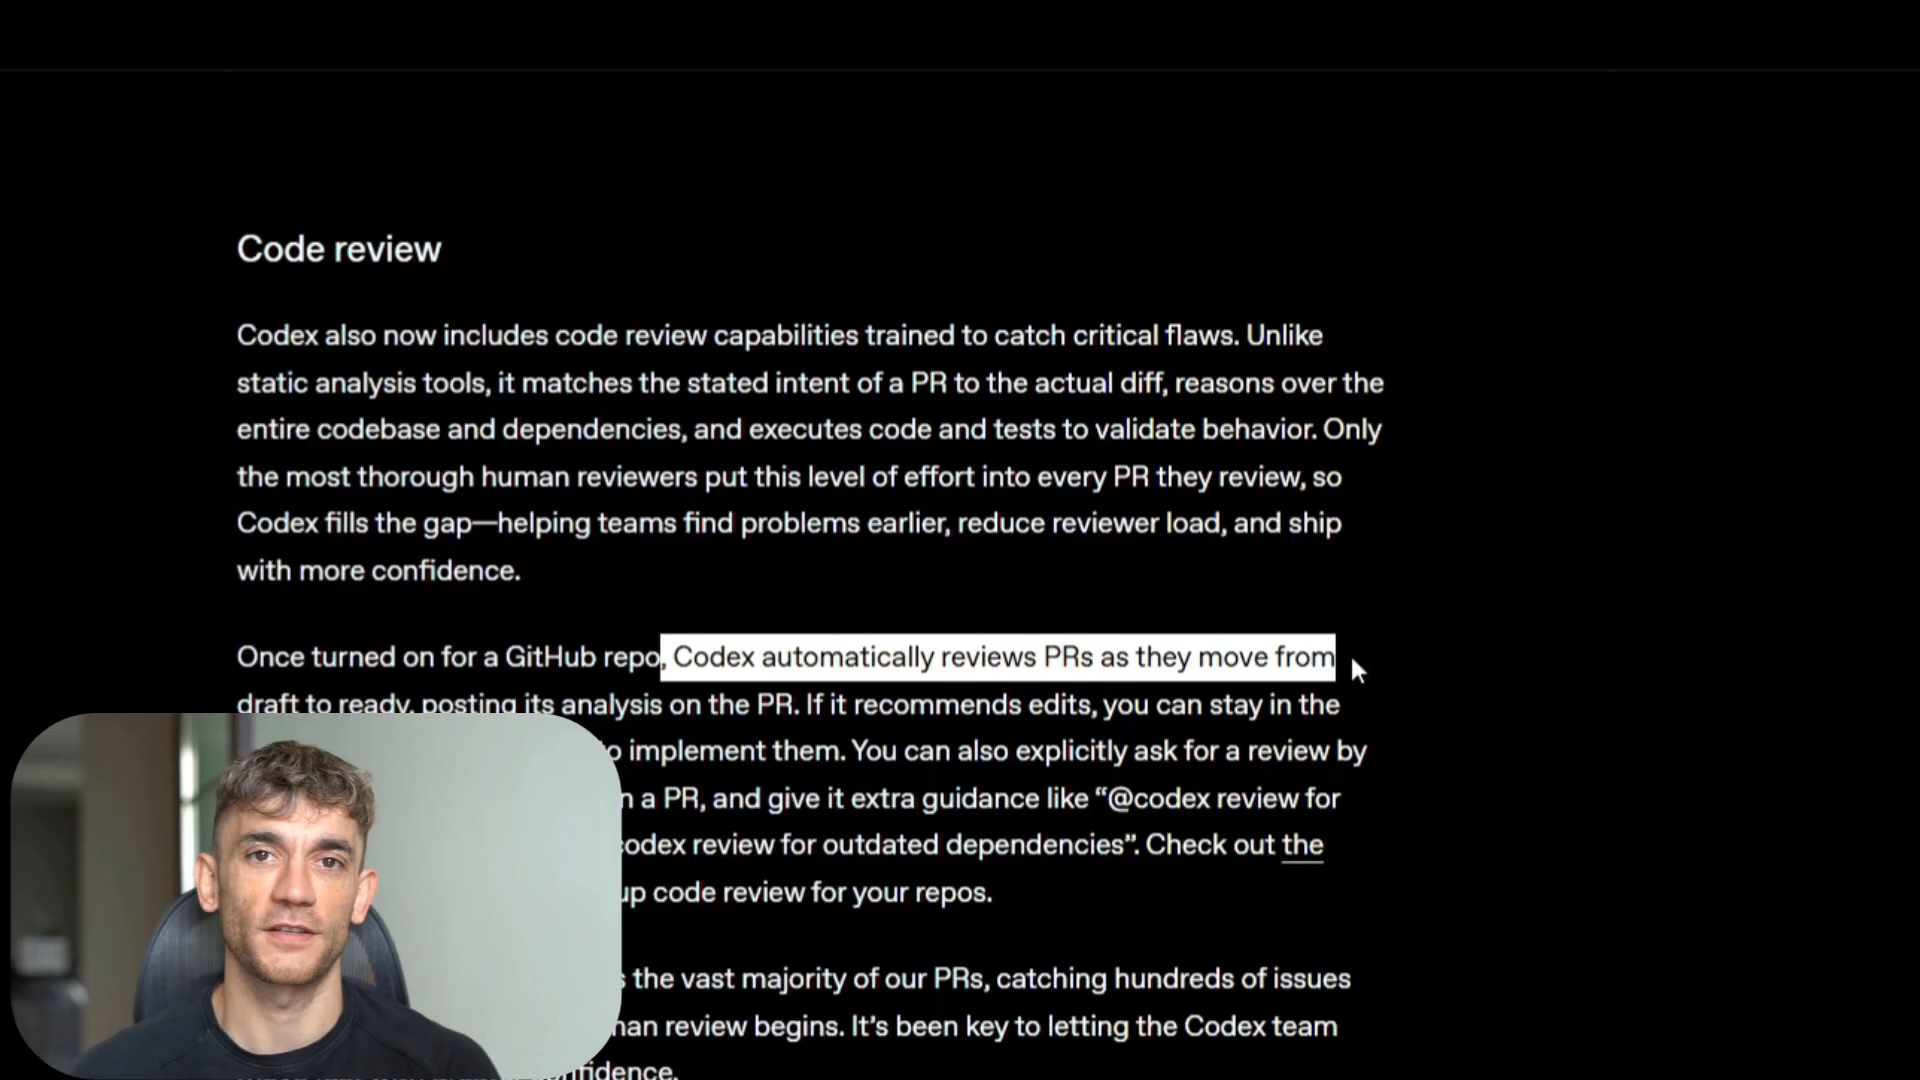 Code review
Codex also now includes code review capabilities trained to catch critical flaws. Unlike
static analysis tools, it matches the stated intent of a PR to the actual diff, reasons over the
entire codebase and dependencies, and executes code and tests to validate behavior. Only
the most thorough human reviewers put this level of effort into every PR they review, so
Codex fills the gap—helping teams find problems earlier, reduce reviewer load, and ship
with more confidence.
Once turned on for a GitHub repo, Codex automatically reviews PRs as they move from
draft to ready, posting its analysis on the PR. If it recommends edits, you can stay in the
implement them. You can also explicitly ask for a review by
a PR, and give it extra guidance like “@codex review for
codex review for outdated dependencies”. Check out the
up code review for your repos.
the vast majority of our PRs, catching hundreds of issues
review begins. It’s been key to letting the Codex team